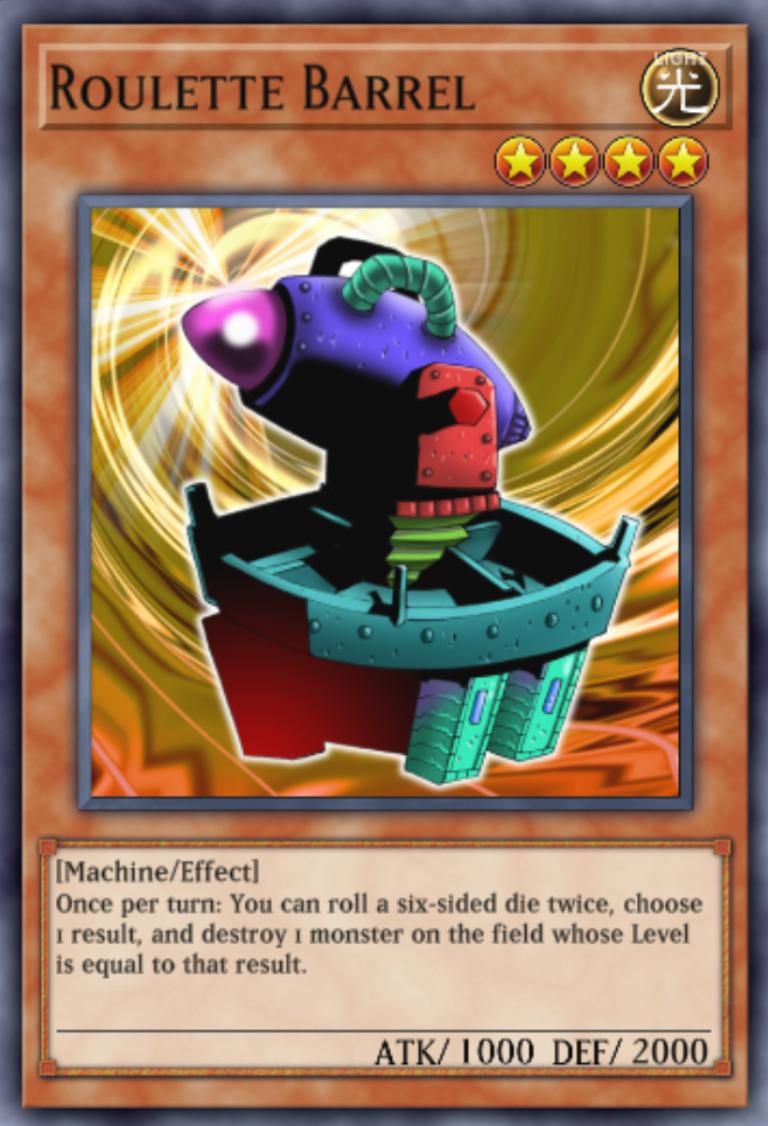 ROULETTE BARREL
LIGHT
光
[Machine/Effect]
Once per turn: You can roll a six-sided die twice, choose
1 result, and destroy 1 monster on the field whose Level
is equal to that result.
ATK/ 1000 DEF/ 2000